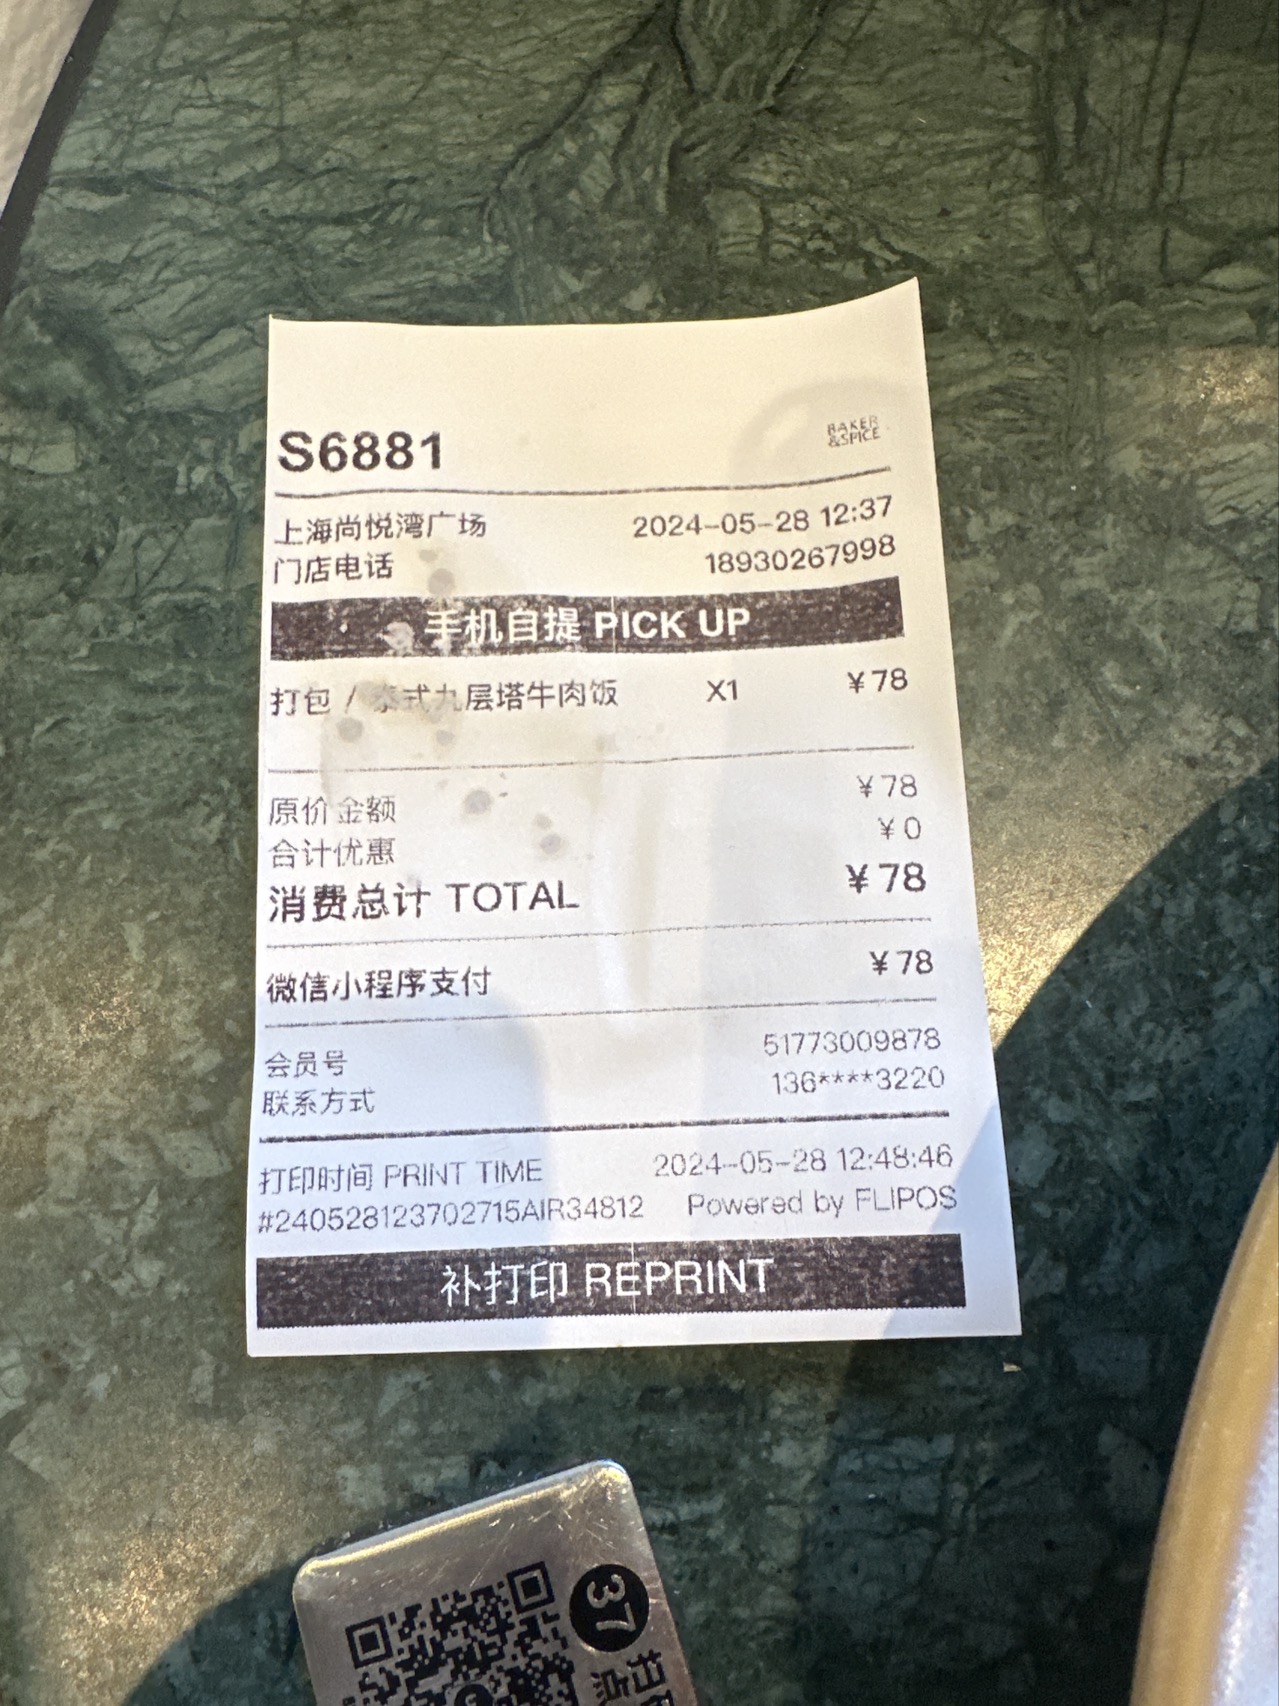 S6881
BAKER
&SPICE
上海尚悦湾广场 2024-05-28 12:37
门店电话 18930267998
手机自提 PICK UP
打包 / 泰式九层塔牛肉饭 X1 ¥78
原价金额 ¥78
合计优惠 ¥0
消费总计 TOTAL ¥78
微信小程序支付 ¥78
会员号 51773009878
联系方式 136****3220
打印时间 PRINT TIME 2024-05-28 12:48:46
#240528123702715AIR34812 Powered by FLIPOS
补打印 REPRINT
37
扫
点